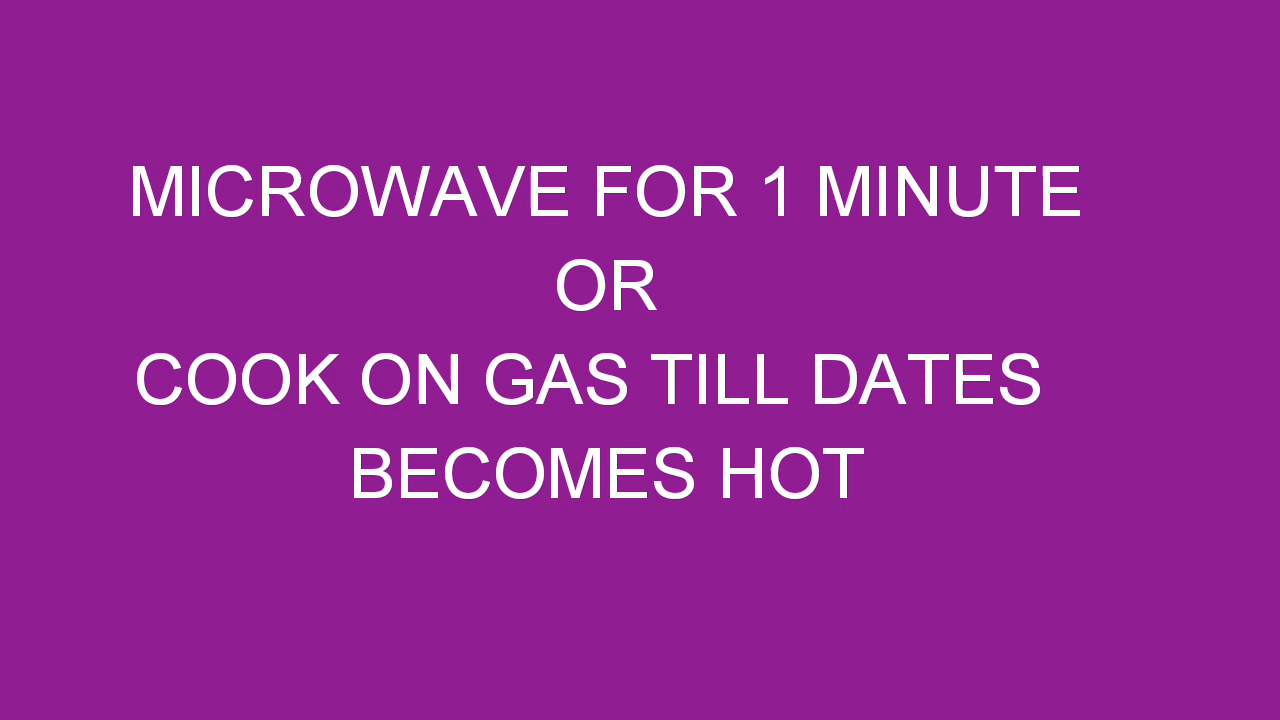 MICROWAVE FOR 1 MINUTE
OR
COOK ON GAS TILL DATES
BECOMES HOT